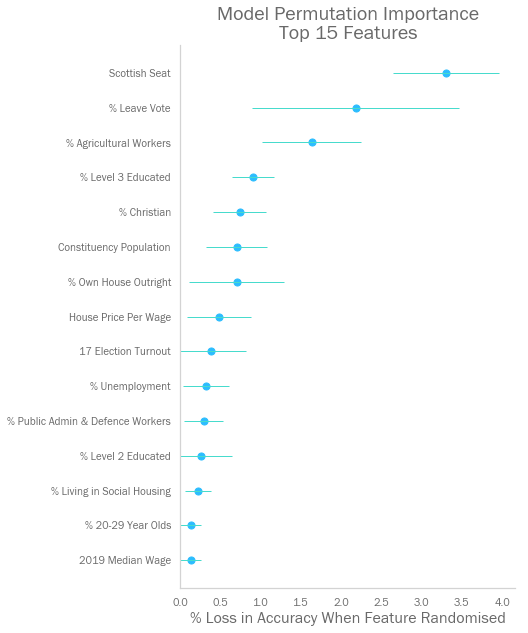 Model Permutation Importance
Top 15 Features
Scottish Seat
% Leave Vote
% Agricultural Workers
% Level 3 Educated
% Christian
Constituency Population
% Own House Outright
House Price Per Wage
17 Election Turnout
% Unemployment
% Public Admin & Defence Workers
% Level 2 Educated
% Living in Social Housing
% 20-29 Year Olds
2019 Median Wage
0.0 0.5 1.0 1.5 2.0 2.5 3.0 3.5 4.0
% Loss in Accuracy When Feature Randomised